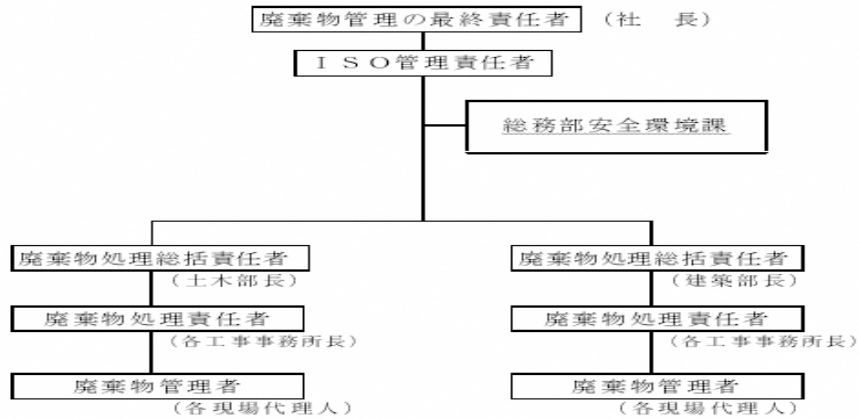 廃棄物管理の最終責任者 （社　長）
ＩＳＯ管理責任者
総務部安全環境課
廃棄物処理総括責任者 廃棄物処理総括責任者
（土木部長） （建築部長）
廃棄物処理責任者 廃棄物処理責任者
（各工事事務所長） （各工事事務所長）
廃棄物管理者 廃棄物管理者
（各現場代理人） （各現場代理人）